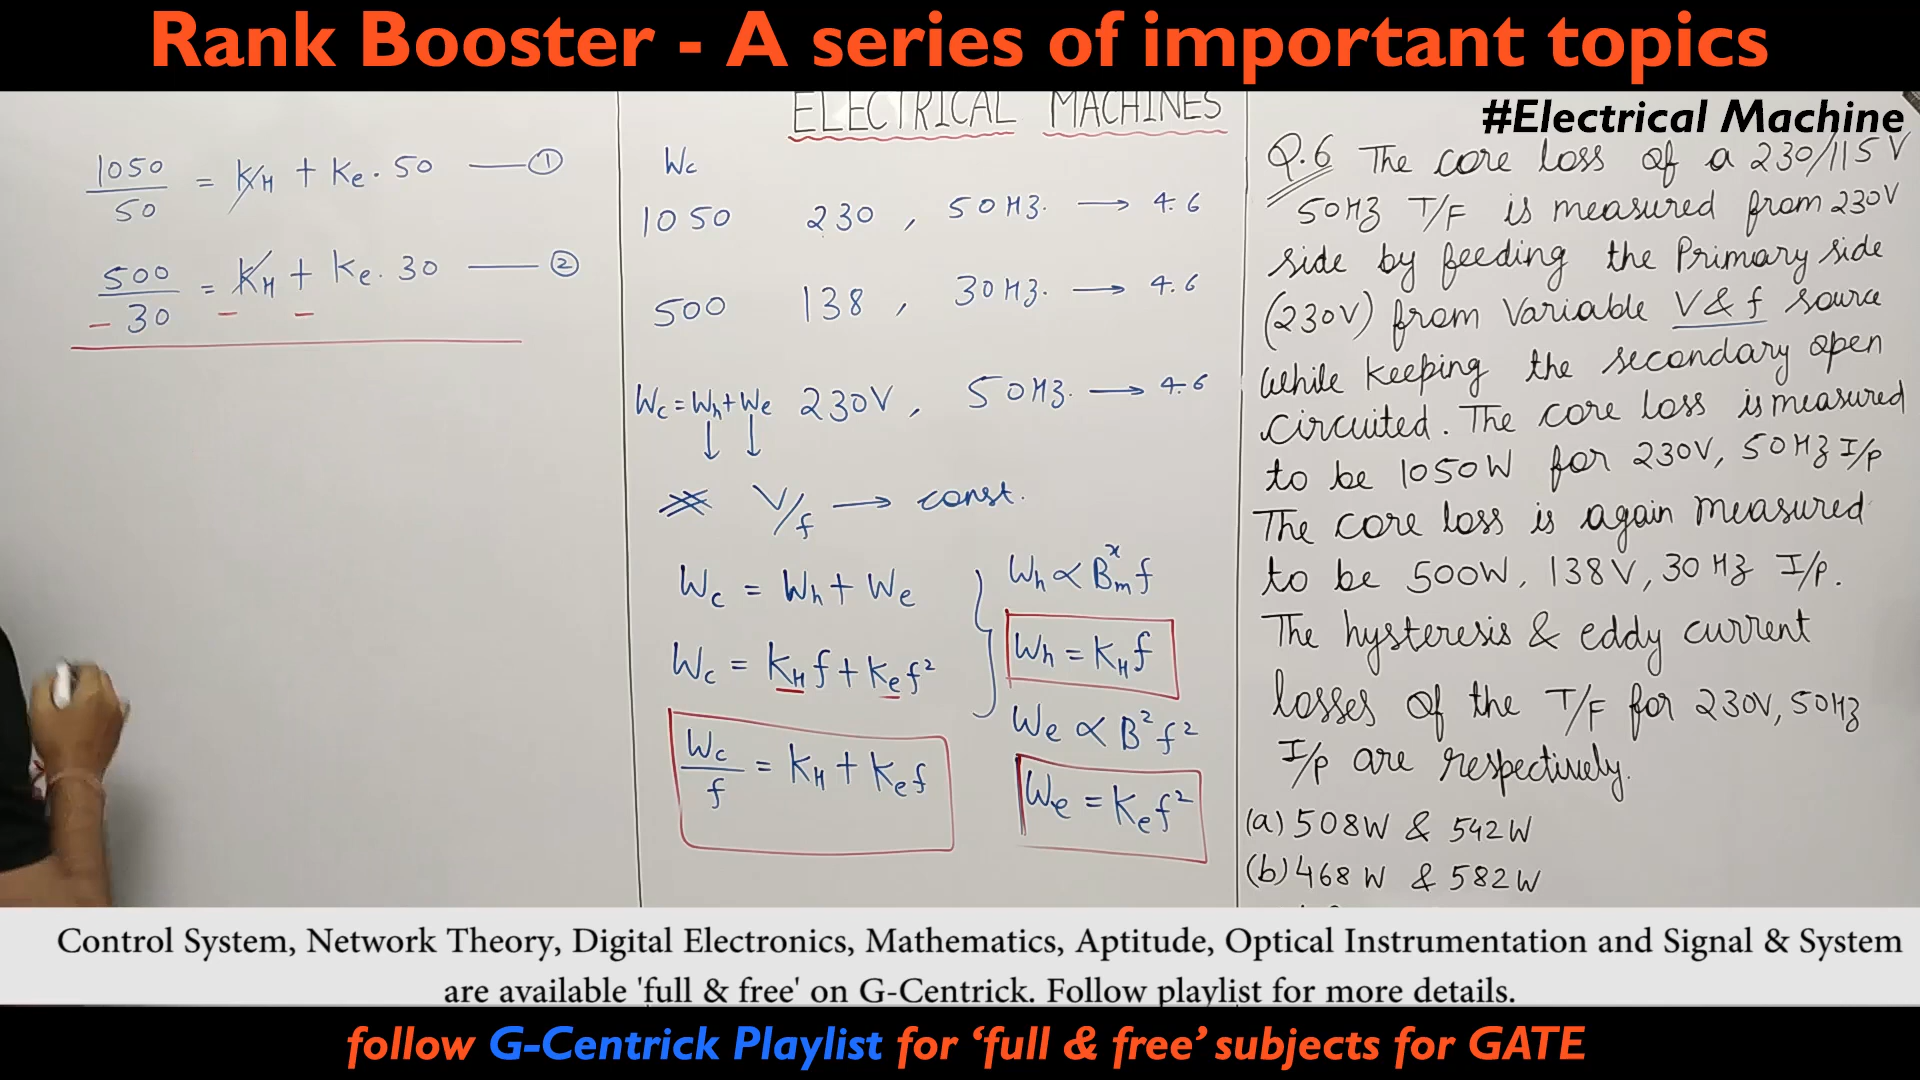 Rank Booster - A series of important topics
#Electrical Machine
1050/50 = KH + Ke . 50 —— ①
500/30 = KH + Ke . 30 —— ②
- - -
ELECTRICAL MACHINES
Wc
1050 230 , 50Hz. → 4.6
500 138 , 30Hz. → 4.6
Wc = Wh + We 230V , 50Hz. → 4.6
↓ ↓
V/f → const.
Wc = Wh + We
Wc = KH f + Ke f²
Wc/f = KH + Ke f
Wh ∝ Bm^x f
Wh = KH f
We ∝ B² f²
We = Ke f²
Q.6 The core loss of a 230/115 V
50Hz T/F is measured from 230V
side by feeding the Primary side
(230V) from Variable V & f source
while keeping the secondary open
circuited. The core loss is measured
to be 1050W for 230V, 50Hz I/p
The core loss is again measured
to be 500W, 138V, 30Hz I/p.
The hysteresis & eddy current
losses of the T/F for 230V, 50Hz
I/p are respectively.
(a) 508W & 542W
(b) 468W & 582W
Control System, Network Theory, Digital Electronics, Mathematics, Aptitude, Optical Instrumentation and Signal & System
are available 'full & free' on G-Centrick. Follow playlist for more details.
follow G-Centrick Playlist for ‘full & free’ subjects for GATE